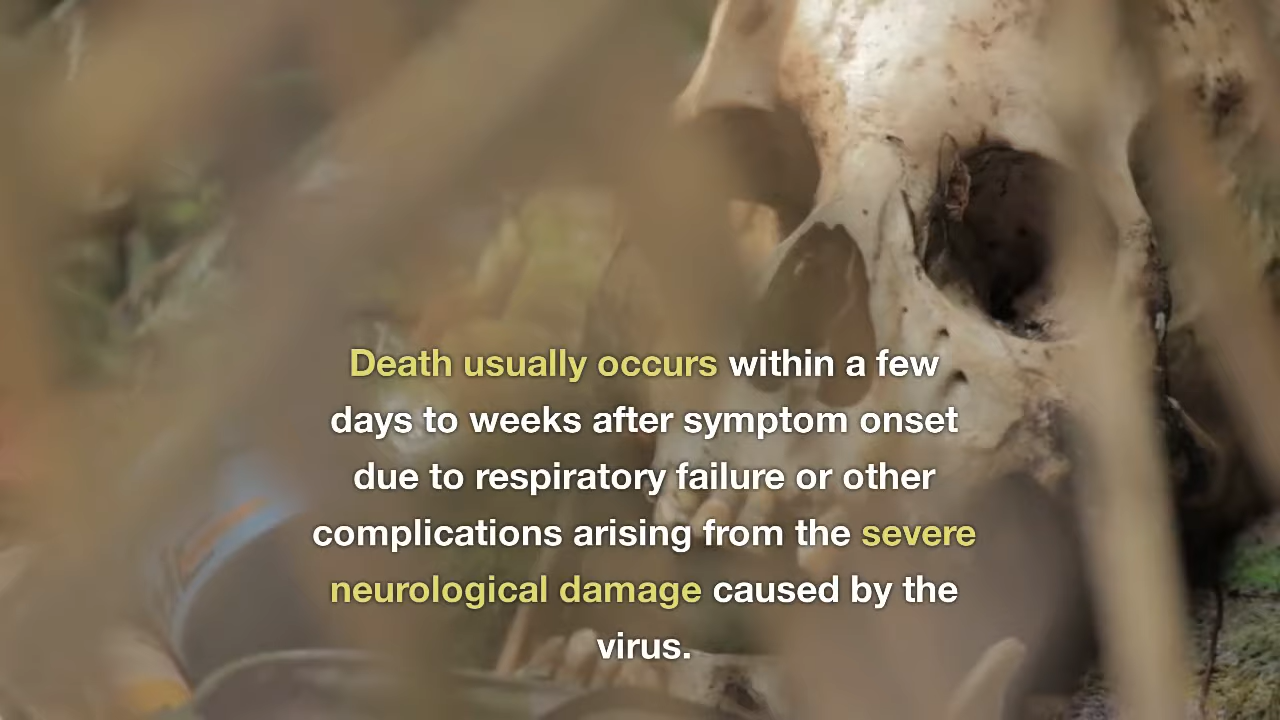 Death usually occurs within a few
days to weeks after symptom onset
due to respiratory failure or other
complications arising from the severe
neurological damage caused by the
virus.